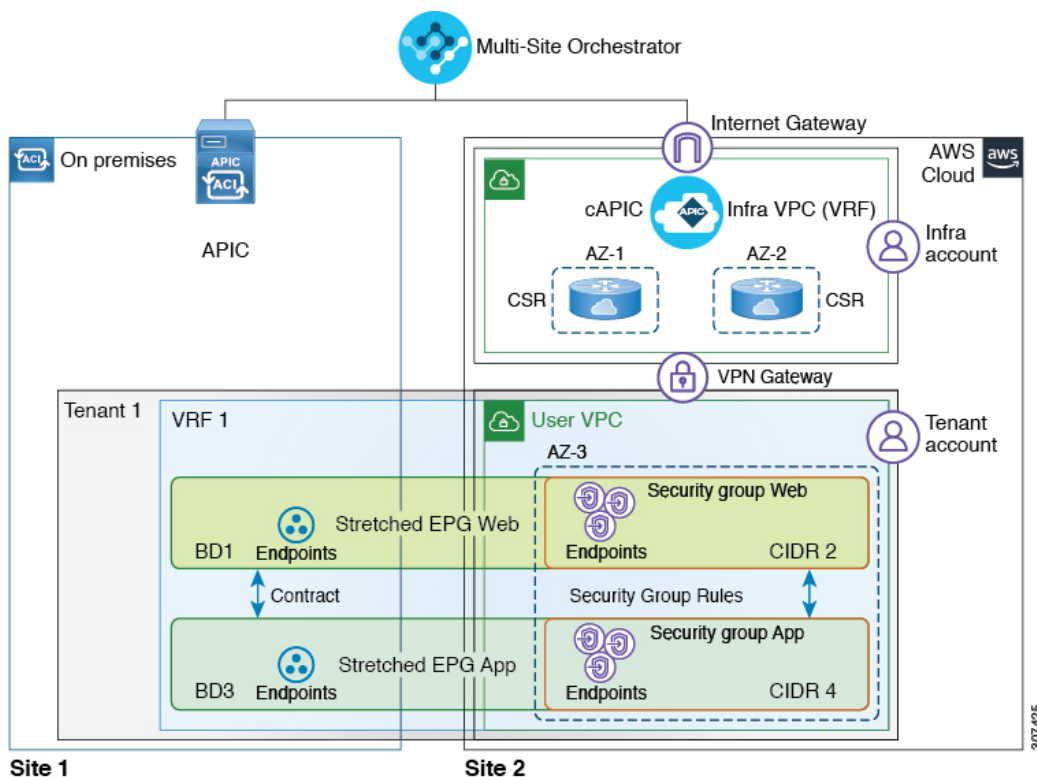 Multi-Site Orchestrator
Internet Gateway
ACI
On premises
APIC
ACI
APIC
AWS
Cloud
aws
cAPIC
APIC
Infra VPC (VRF)
Infra
account
AZ-1
AZ-2
CSR
CSR
VPN Gateway
Tenant 1
VRF 1
User VPC
Tenant
account
AZ-3
Security group Web
Stretched EPG Web
BD1
Endpoints
Endpoints
CIDR 2
Contract
Security Group Rules
Security group App
Stretched EPG App
BD3
Endpoints
Endpoints
CIDR 4
307425
Site 1
Site 2